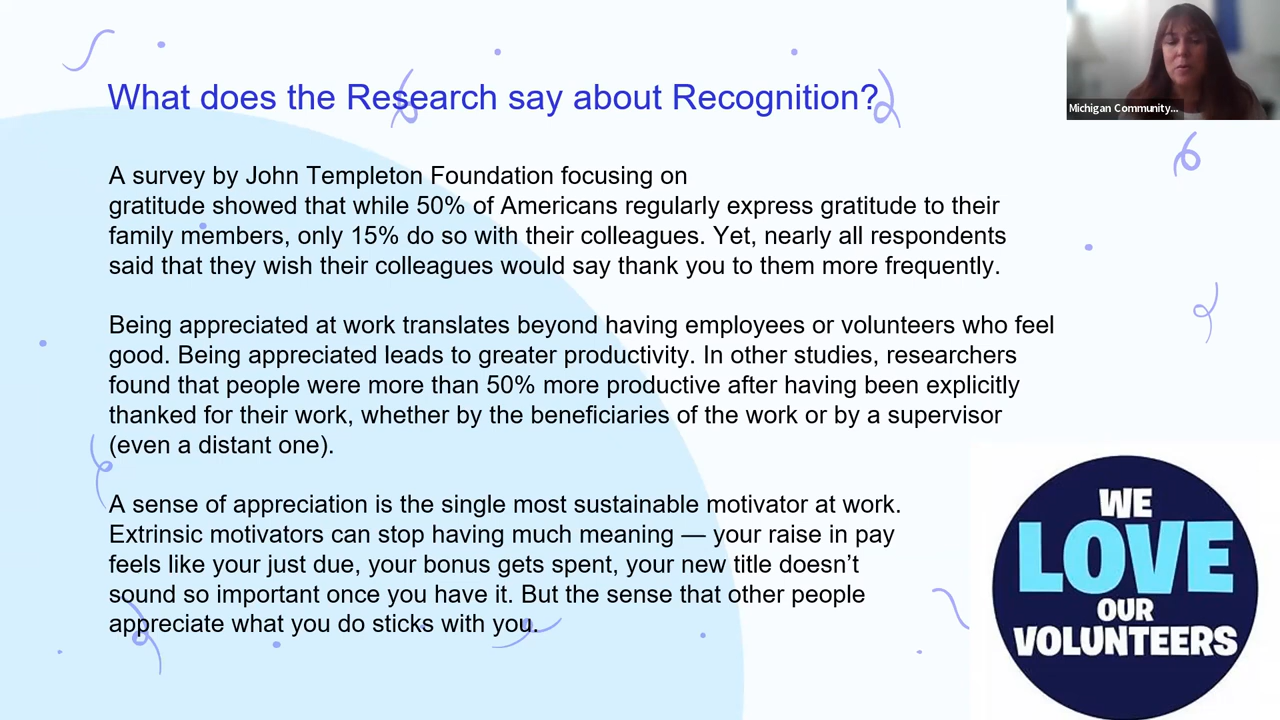 What does the Research say about Recognition?
Michigan Community...
A survey by John Templeton Foundation focusing on
gratitude showed that while 50% of Americans regularly express gratitude to their
family members, only 15% do so with their colleagues. Yet, nearly all respondents
said that they wish their colleagues would say thank you to them more frequently.
Being appreciated at work translates beyond having employees or volunteers who feel
good. Being appreciated leads to greater productivity. In other studies, researchers
found that people were more than 50% more productive after having been explicitly
thanked for their work, whether by the beneficiaries of the work or by a supervisor
(even a distant one).
A sense of appreciation is the single most sustainable motivator at work.
Extrinsic motivators can stop having much meaning — your raise in pay
feels like your just due, your bonus gets spent, your new title doesn’t
sound so important once you have it. But the sense that other people
appreciate what you do sticks with you.
WE
LOVE
OUR
VOLUNTEERS